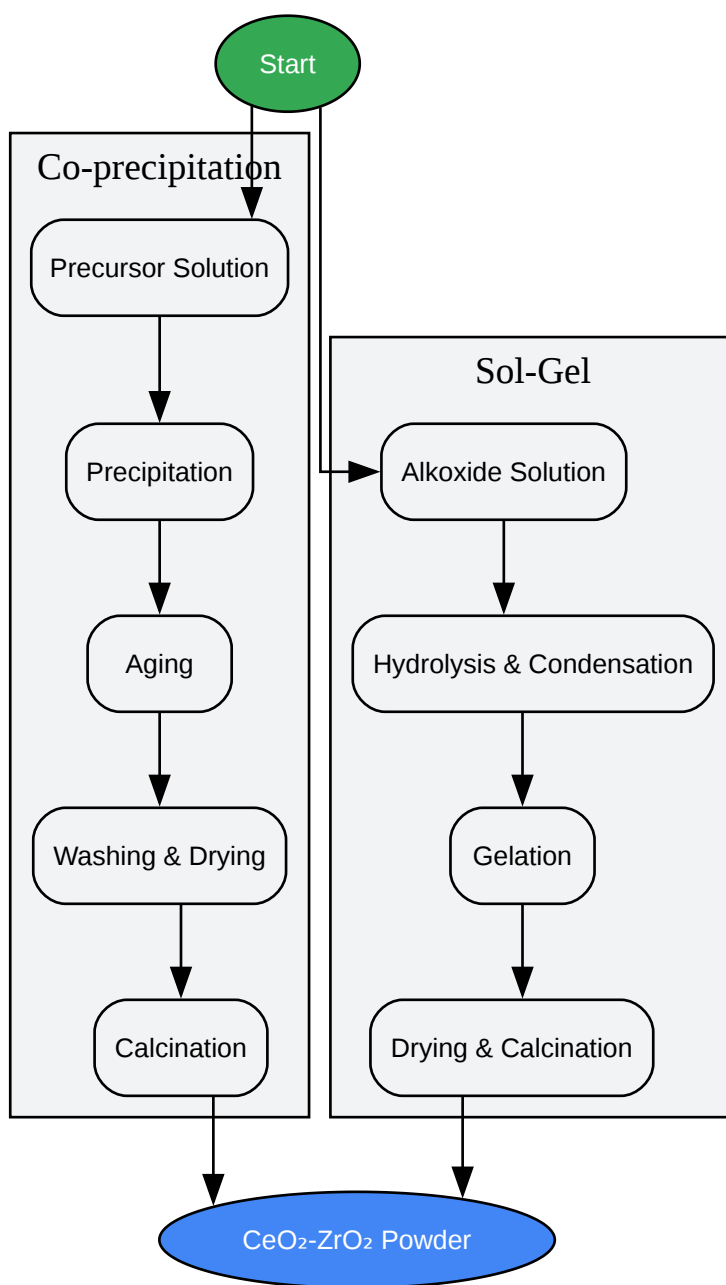 Start
Co-precipitation
Precursor Solution
Precipitation
Aging
Washing & Drying
Calcination
Sol-Gel
Alkoxide Solution
Hydrolysis & Condensation
Gelation
Drying & Calcination
CeO₂-ZrO₂ Powder